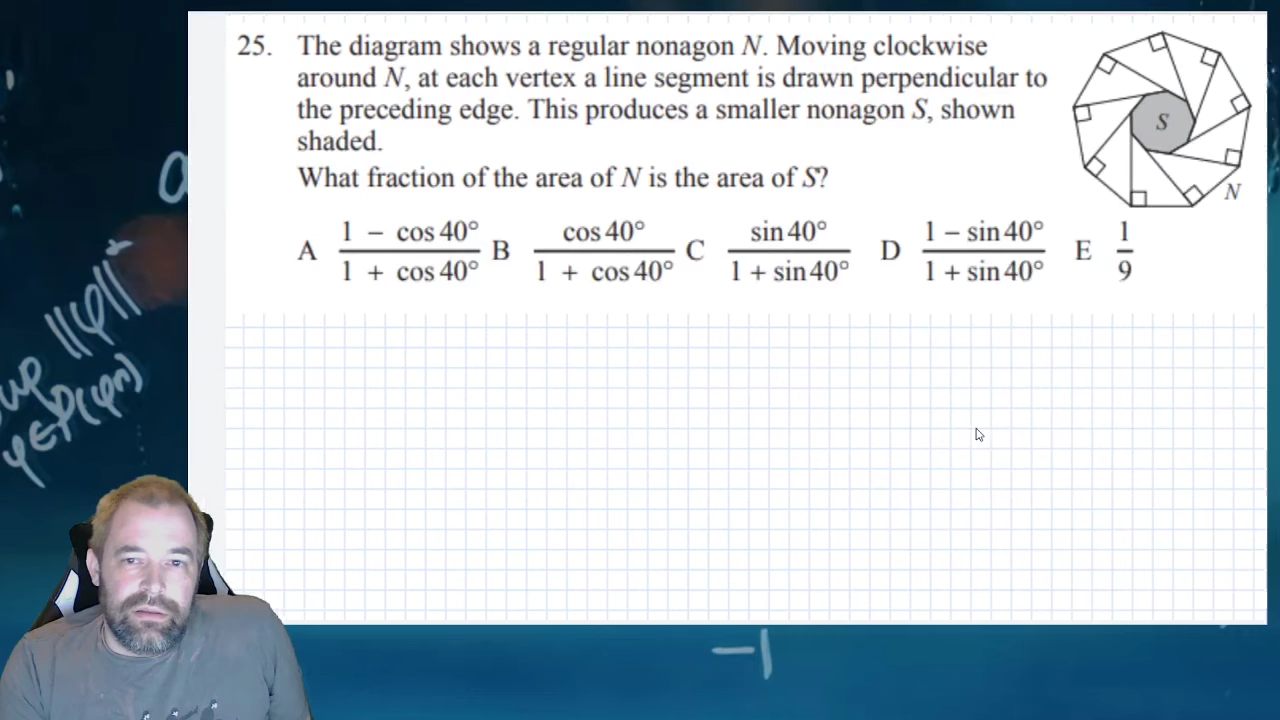 25. The diagram shows a regular nonagon N. Moving clockwise
around N, at each vertex a line segment is drawn perpendicular to
the preceding edge. This produces a smaller nonagon S, shown
shaded.
What fraction of the area of N is the area of S?
A (1 − cos 40°)/(1 + cos 40°) B cos 40°/(1 + cos 40°) C sin 40°/(1 + sin 40°) D (1 − sin 40°)/(1 + sin 40°) E 1/9
S
N
||φ||
−1